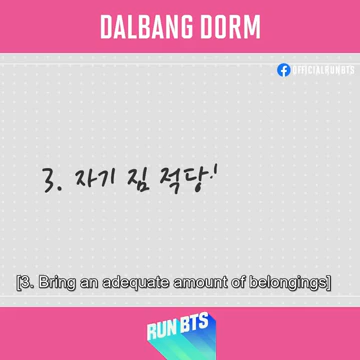 DALBANG DORM
OFFICIALRUNBTS
3. 자기 짐 적당
[3. Bring an adequate amount of belongings]
RUN BTS